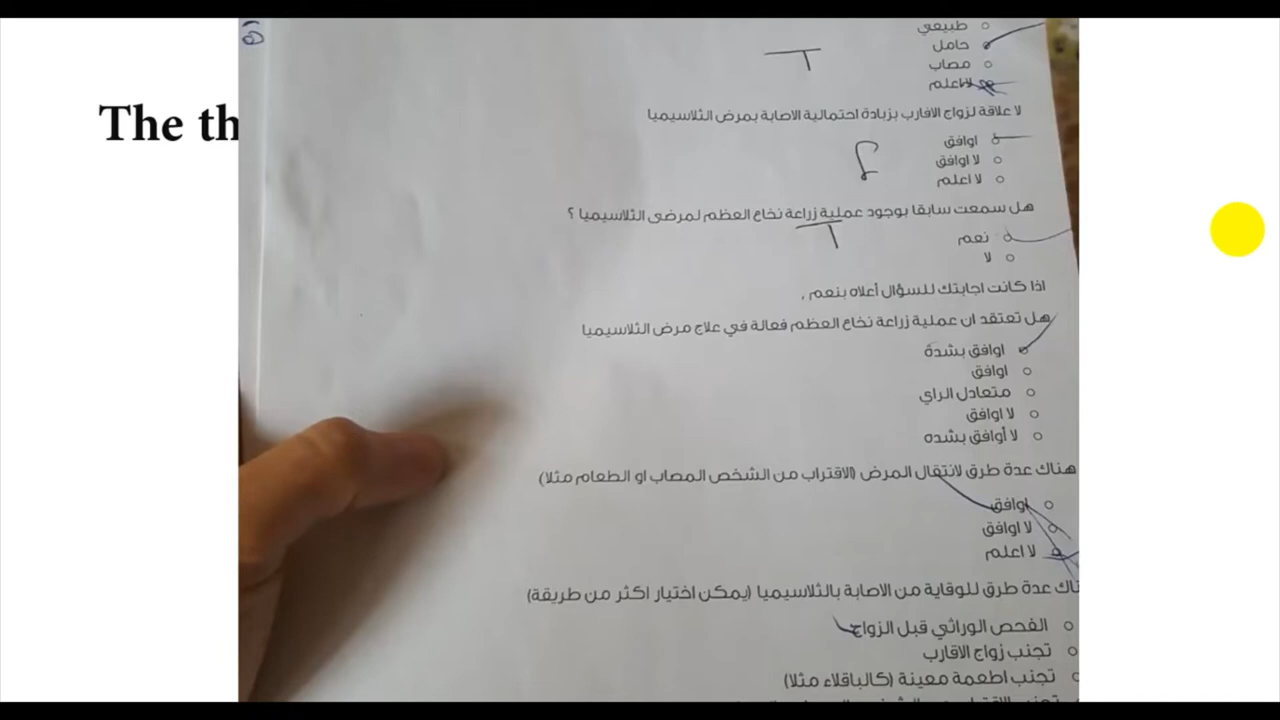 The th
طبيعي
حامل
مصاب
لا اعلم
لا علاقة لزواج الاقارب بزيادة احتمالية الاصابة بمرض الثلاسيميا
اوافق
لا اوافق
لا اعلم
هل سمعت سابقا بوجود عملية زراعة نخاع العظم لمرضى الثلاسيميا ؟
نعم
لا
اذا كانت اجابتك للسؤال أعلاه بنعم ،
هل تعتقد ان عملية زراعة نخاع العظم فعالة في علاج مرض الثلاسيميا
اوافق بشدة
اوافق
متعادل الراي
لا اوافق
لا أوافق بشده
هناك عدة طرق لانتقال المرض (الاقتراب من الشخص المصاب او الطعام مثلا)
اوافق
لا اوافق
لا اعلم
ناك عدة طرق للوقاية من الاصابة بالثلاسيميا (يمكن اختيار اكثر من طريقة)
الفحص الوراثي قبل الزواج
تجنب زواج الاقارب
تجنب اطعمة معينة (كالباقلاء مثلا)